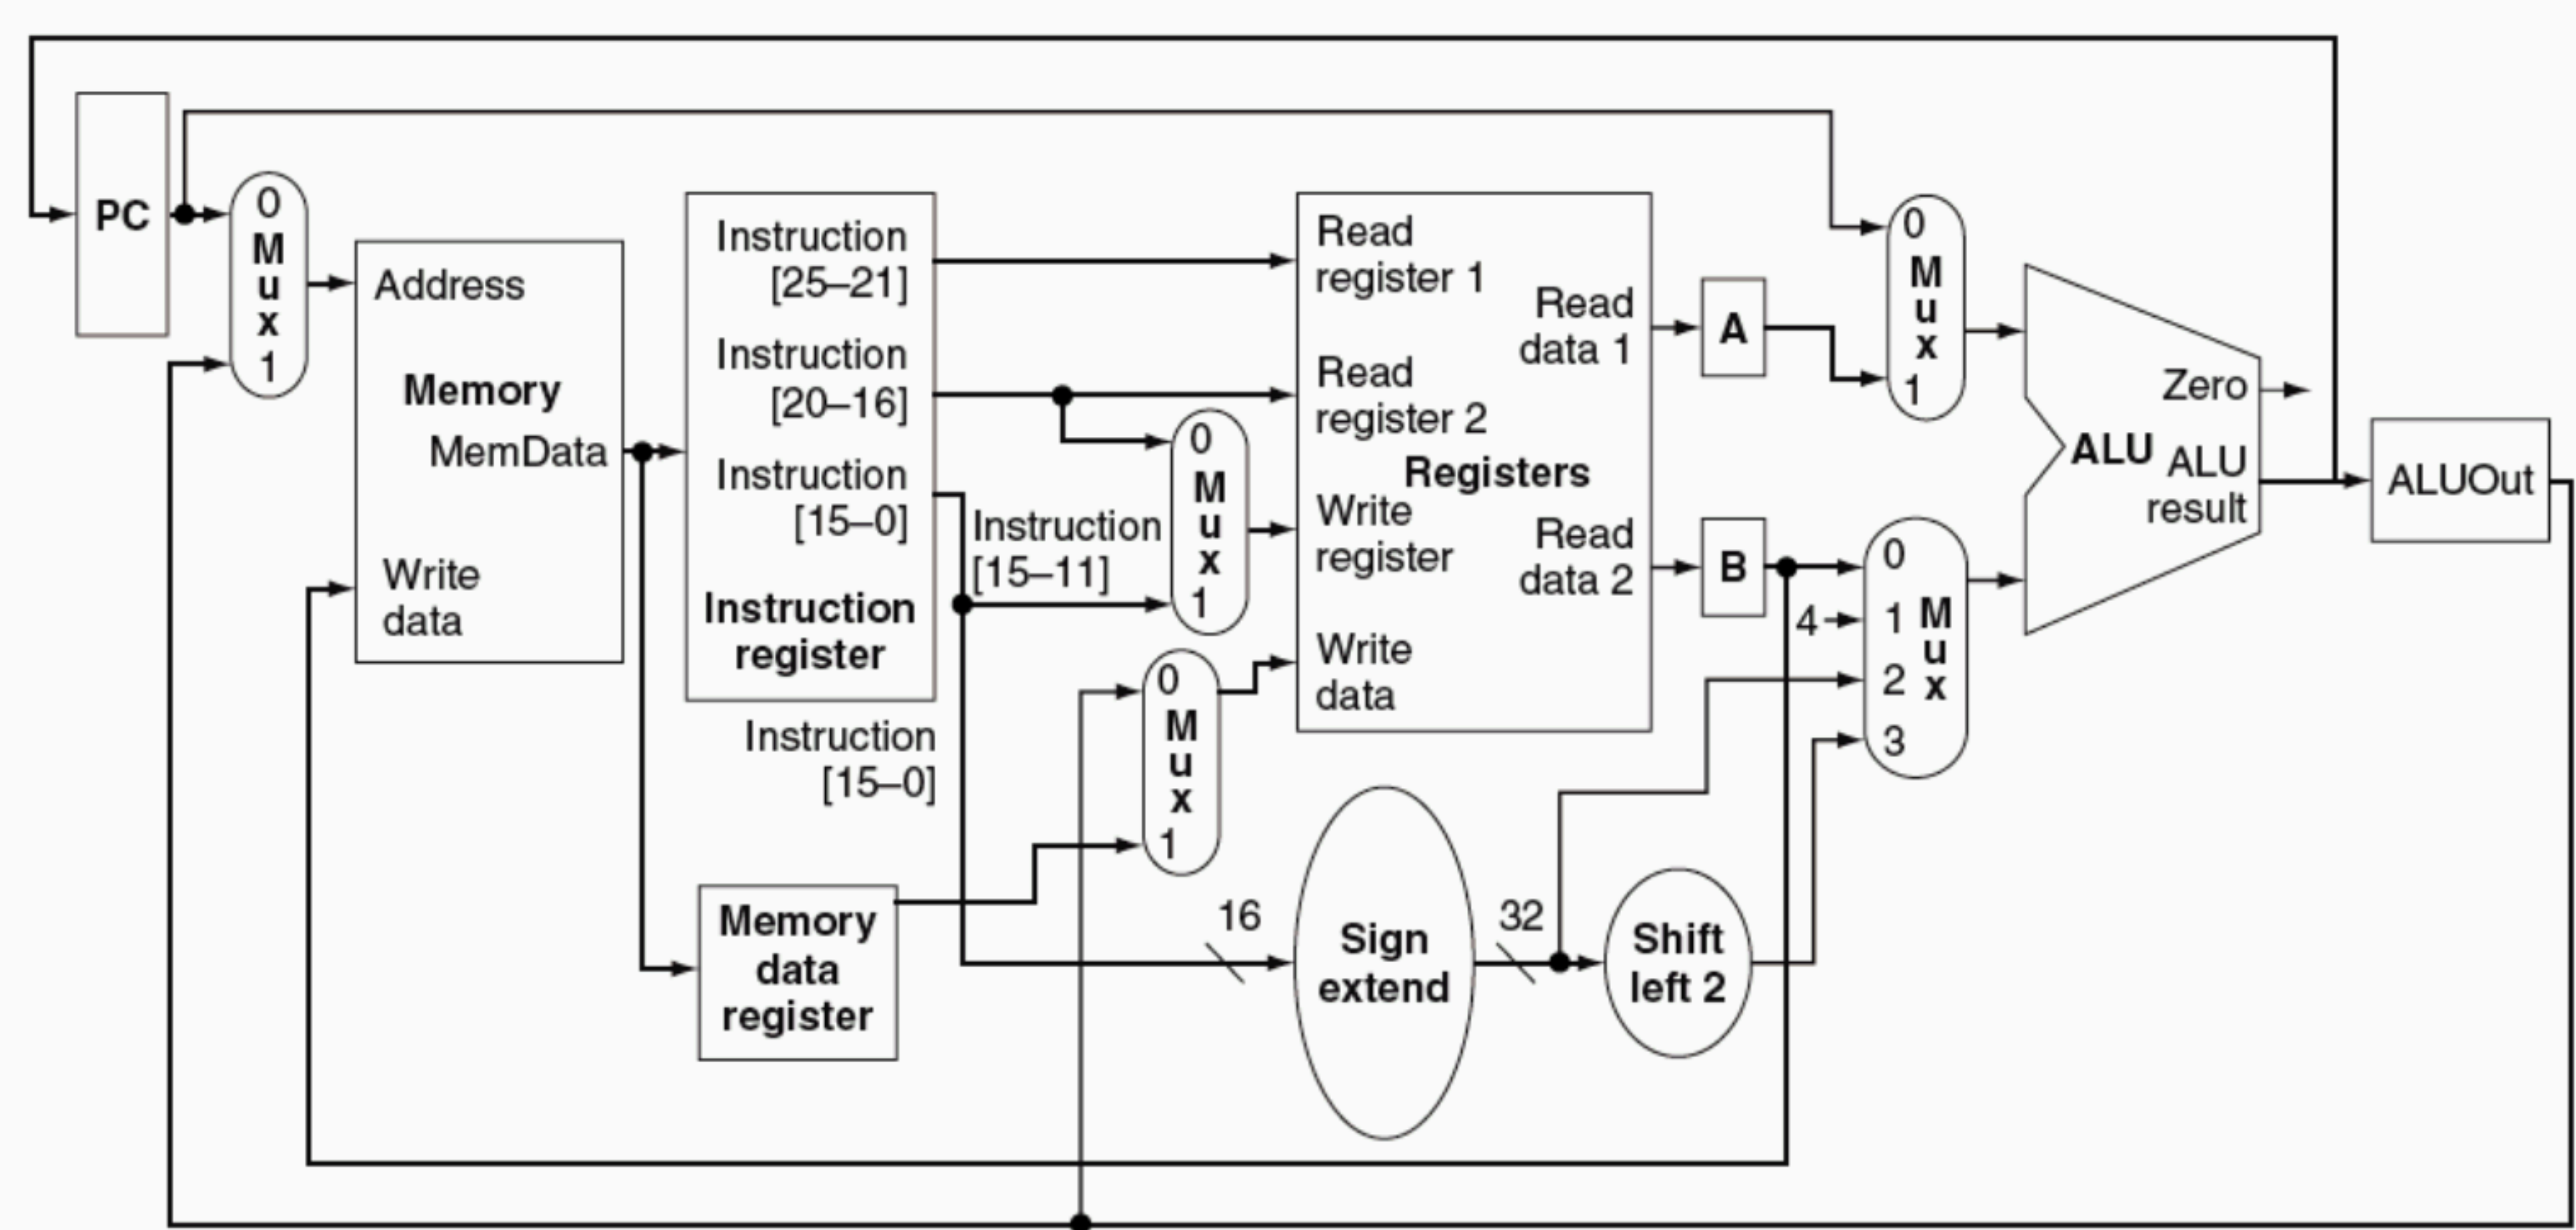 PC
0
M
u
x
1
Address
Memory
MemData
Write
data
Instruction
[25–21]
Instruction
[20–16]
Instruction
[15–0]
Instruction
register
Instruction
[15–0]
Memory
data
register
Instruction
[15–11]
0
M
u
x
1
0
M
u
x
1
Read
register 1
Read
register 2
Registers
Write
register
Write
data
Read
data 1
Read
data 2
16
Sign
extend
32
Shift
left 2
A
B
4
0
M
u
x
1
0
1 M
u
2 x
3
Zero
ALU
ALU
result
ALUOut